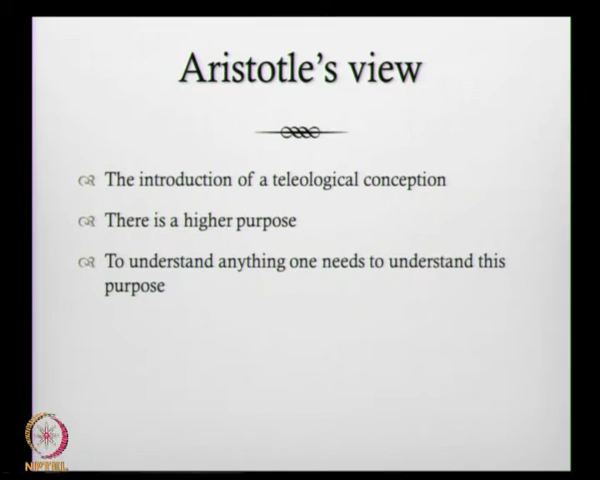 Aristotle's view
The introduction of a teleological conception
There is a higher purpose
To understand anything one needs to understand this
purpose
NPTEL